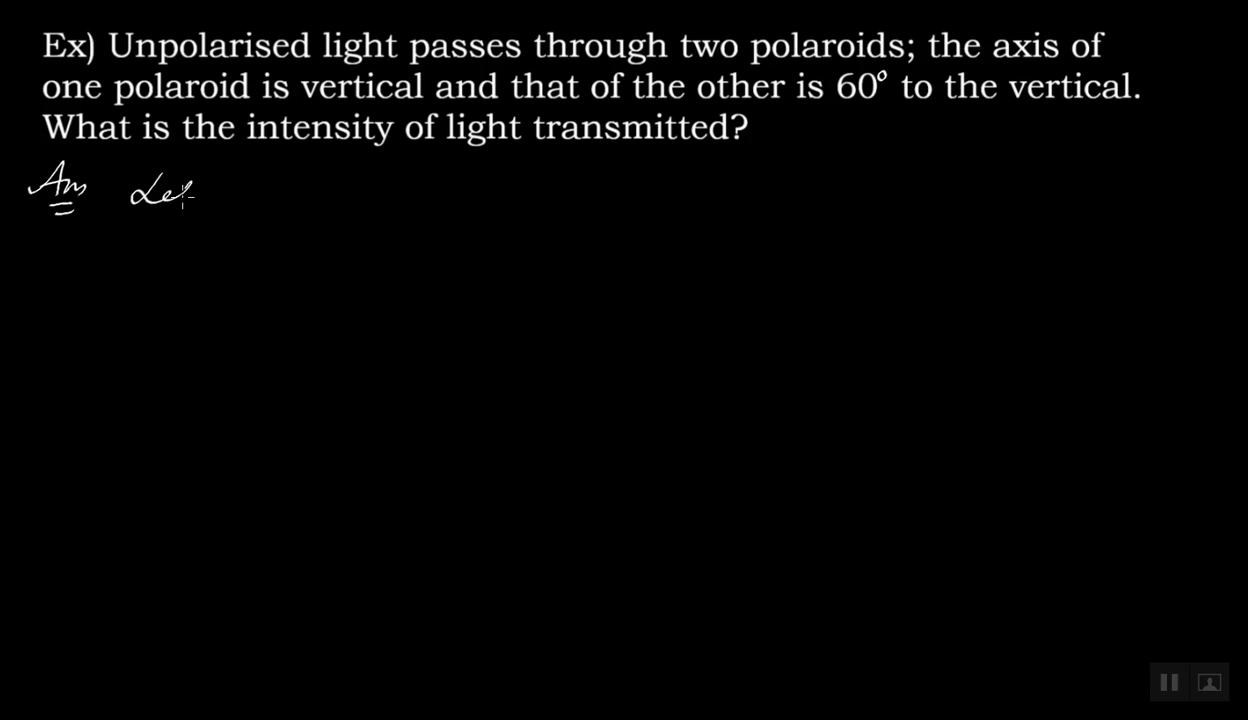 Ex) Unpolarised light passes through two polaroids; the axis of
one polaroid is vertical and that of the other is 60° to the vertical.
What is the intensity of light transmitted?
Ans Let